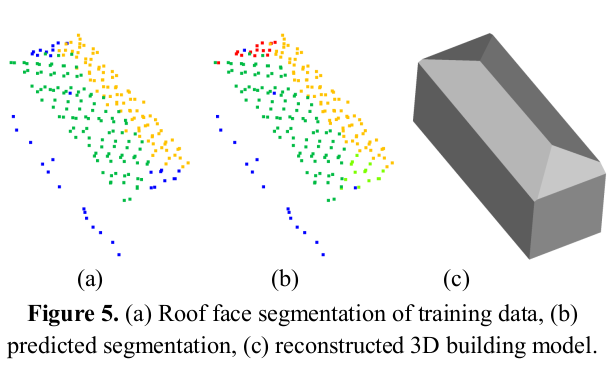 (a) (b) (c)
Figure 5. (a) Roof face segmentation of training data, (b)
predicted segmentation, (c) reconstructed 3D building model.